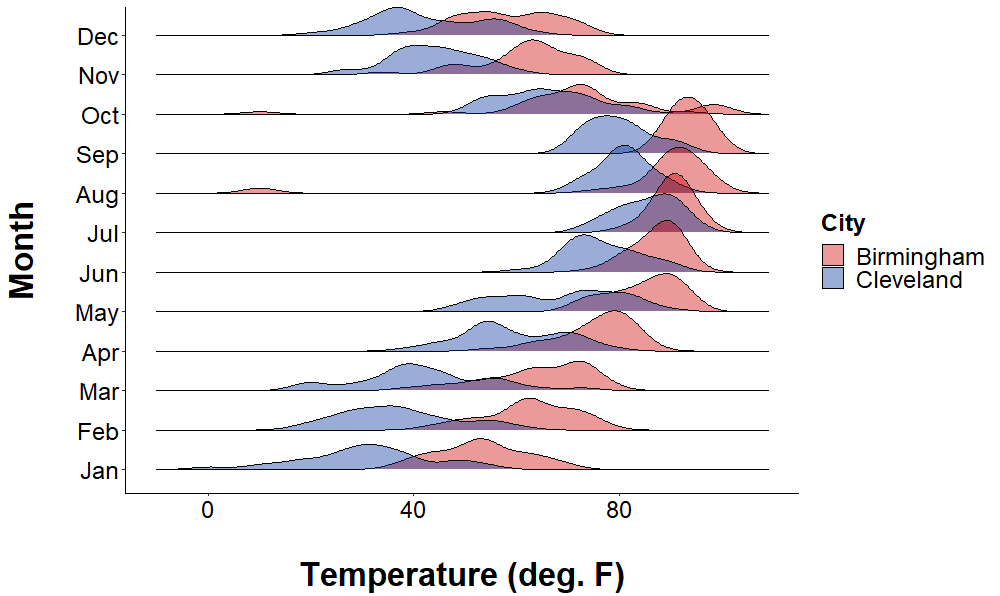 Dec
Nov
Oct
Sep
Aug
Jul
Jun
May
Apr
Mar
Feb
Jan
Month
0 40 80
Temperature (deg. F)
City
Birmingham
Cleveland